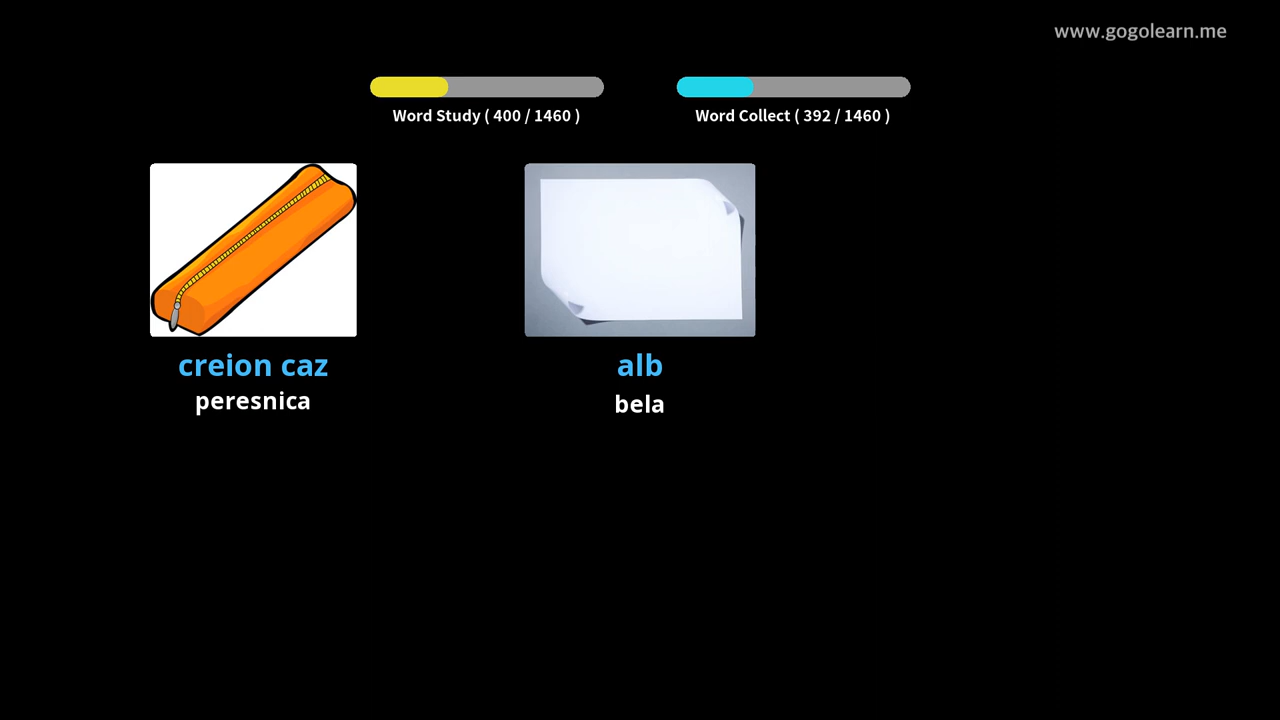 www.gogolearn.me
Word Study ( 400 / 1460 )
Word Collect ( 392 / 1460 )
creion caz
peresnica
alb
bela